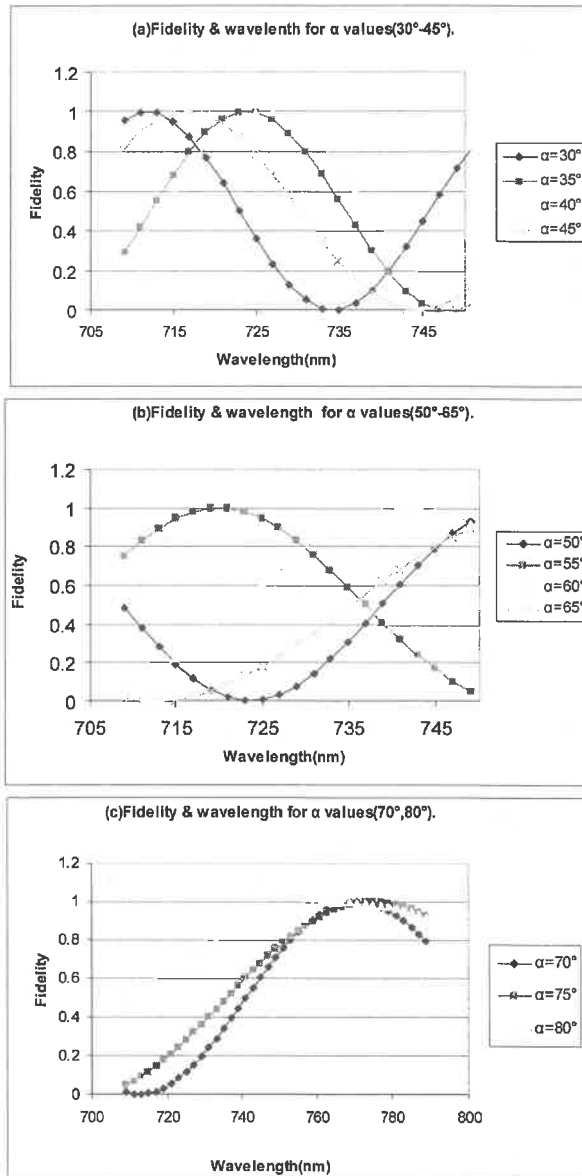 (a)Fidelity & wavelenth for α values(30°-45°).
1.2
1
0.8
0.6
0.4
0.2
0
Fidelity
705
715
725
735
745
Wavelength(nm)
α=30°
α=35°
α=40°
α=45°
(b)Fidelity & wavelength for α values(50°-65°).
1.2
1
0.8
0.6
0.4
0.2
0
Fidelity
705
715
725
735
745
Wavelength(nm)
α=50°
α=55°
α=60°
α=65°
(c)Fidelity & wavelength for α values(70°,80°).
1.2
1
0.8
0.6
0.4
0.2
0
Fidelity
700
720
740
760
780
800
Wavelength(nm)
α=70°
α=75°
α=80°